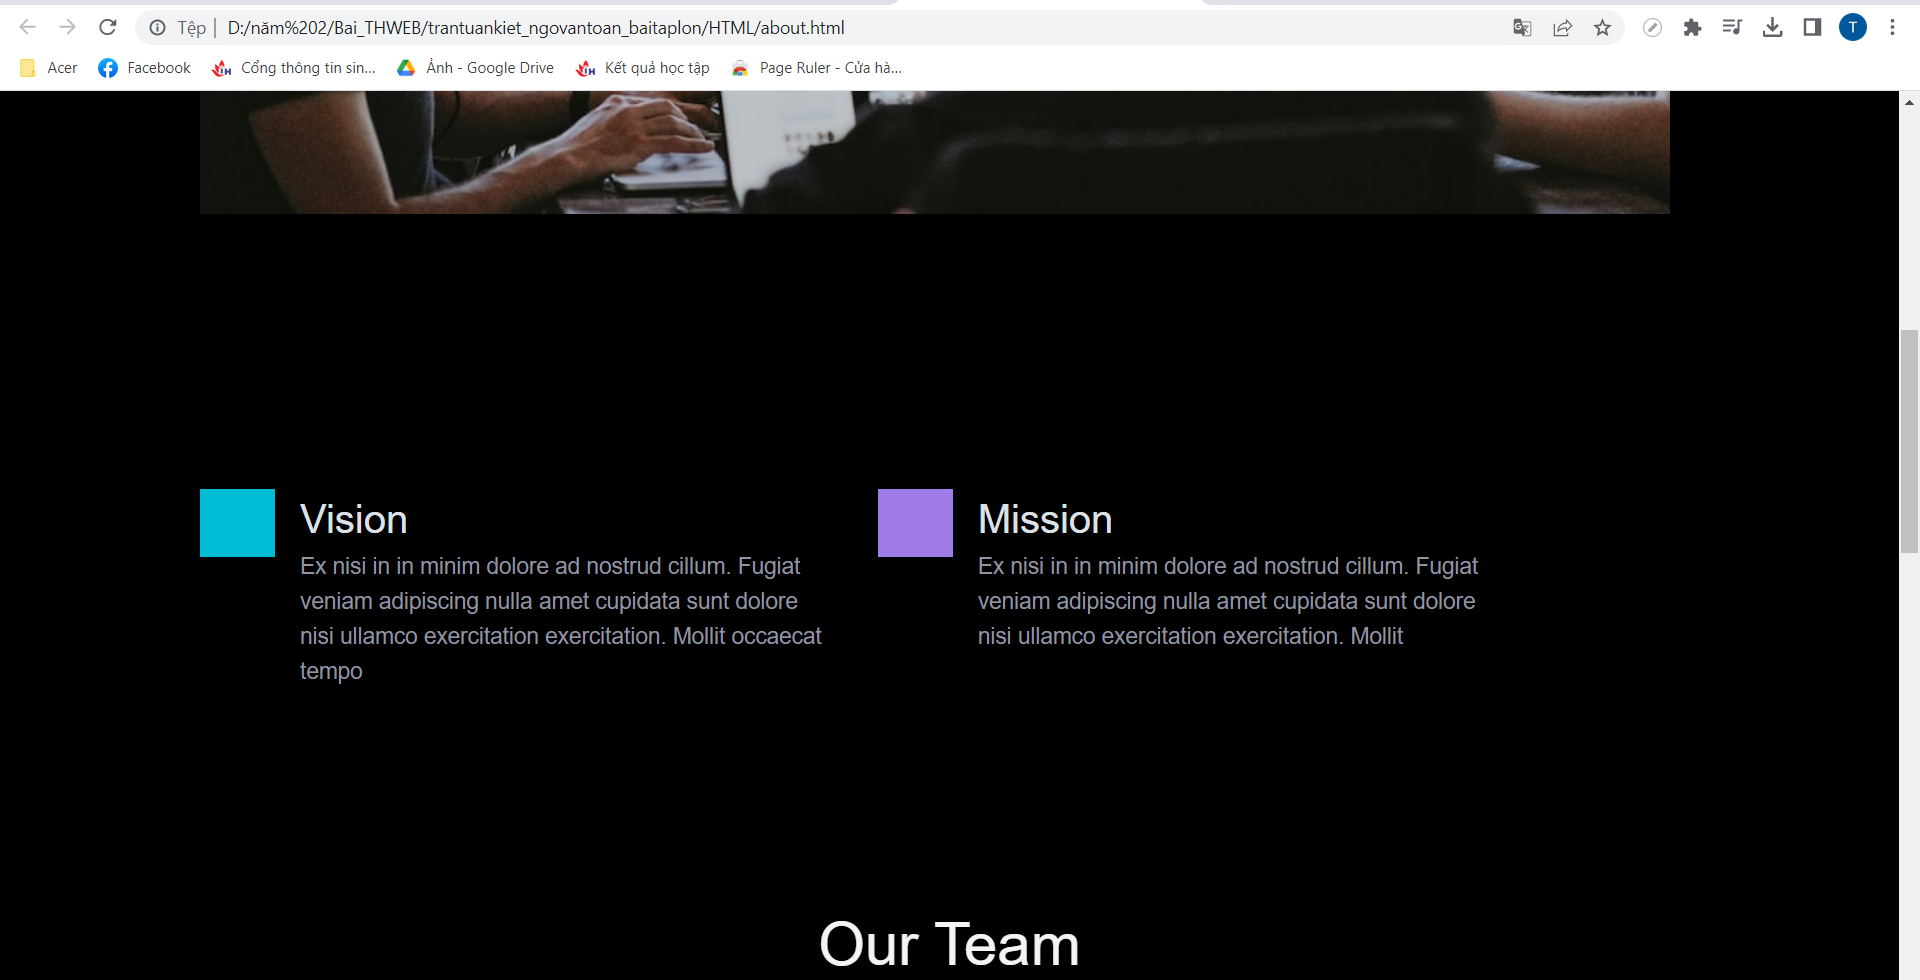 Tệp | D:/năm%202/Bai_THWEB/trantuankiet_ngovantoan_baitaplon/HTML/about.html
T
Acer Facebook Cổng thông tin sin... Ảnh - Google Drive Kết quả học tập Page Ruler - Cửa hà...
Vision
Ex nisi in in minim dolore ad nostrud cillum. Fugiat
veniam adipiscing nulla amet cupidata sunt dolore
nisi ullamco exercitation exercitation. Mollit occaecat
tempo
Mission
Ex nisi in in minim dolore ad nostrud cillum. Fugiat
veniam adipiscing nulla amet cupidata sunt dolore
nisi ullamco exercitation exercitation. Mollit
Our Team